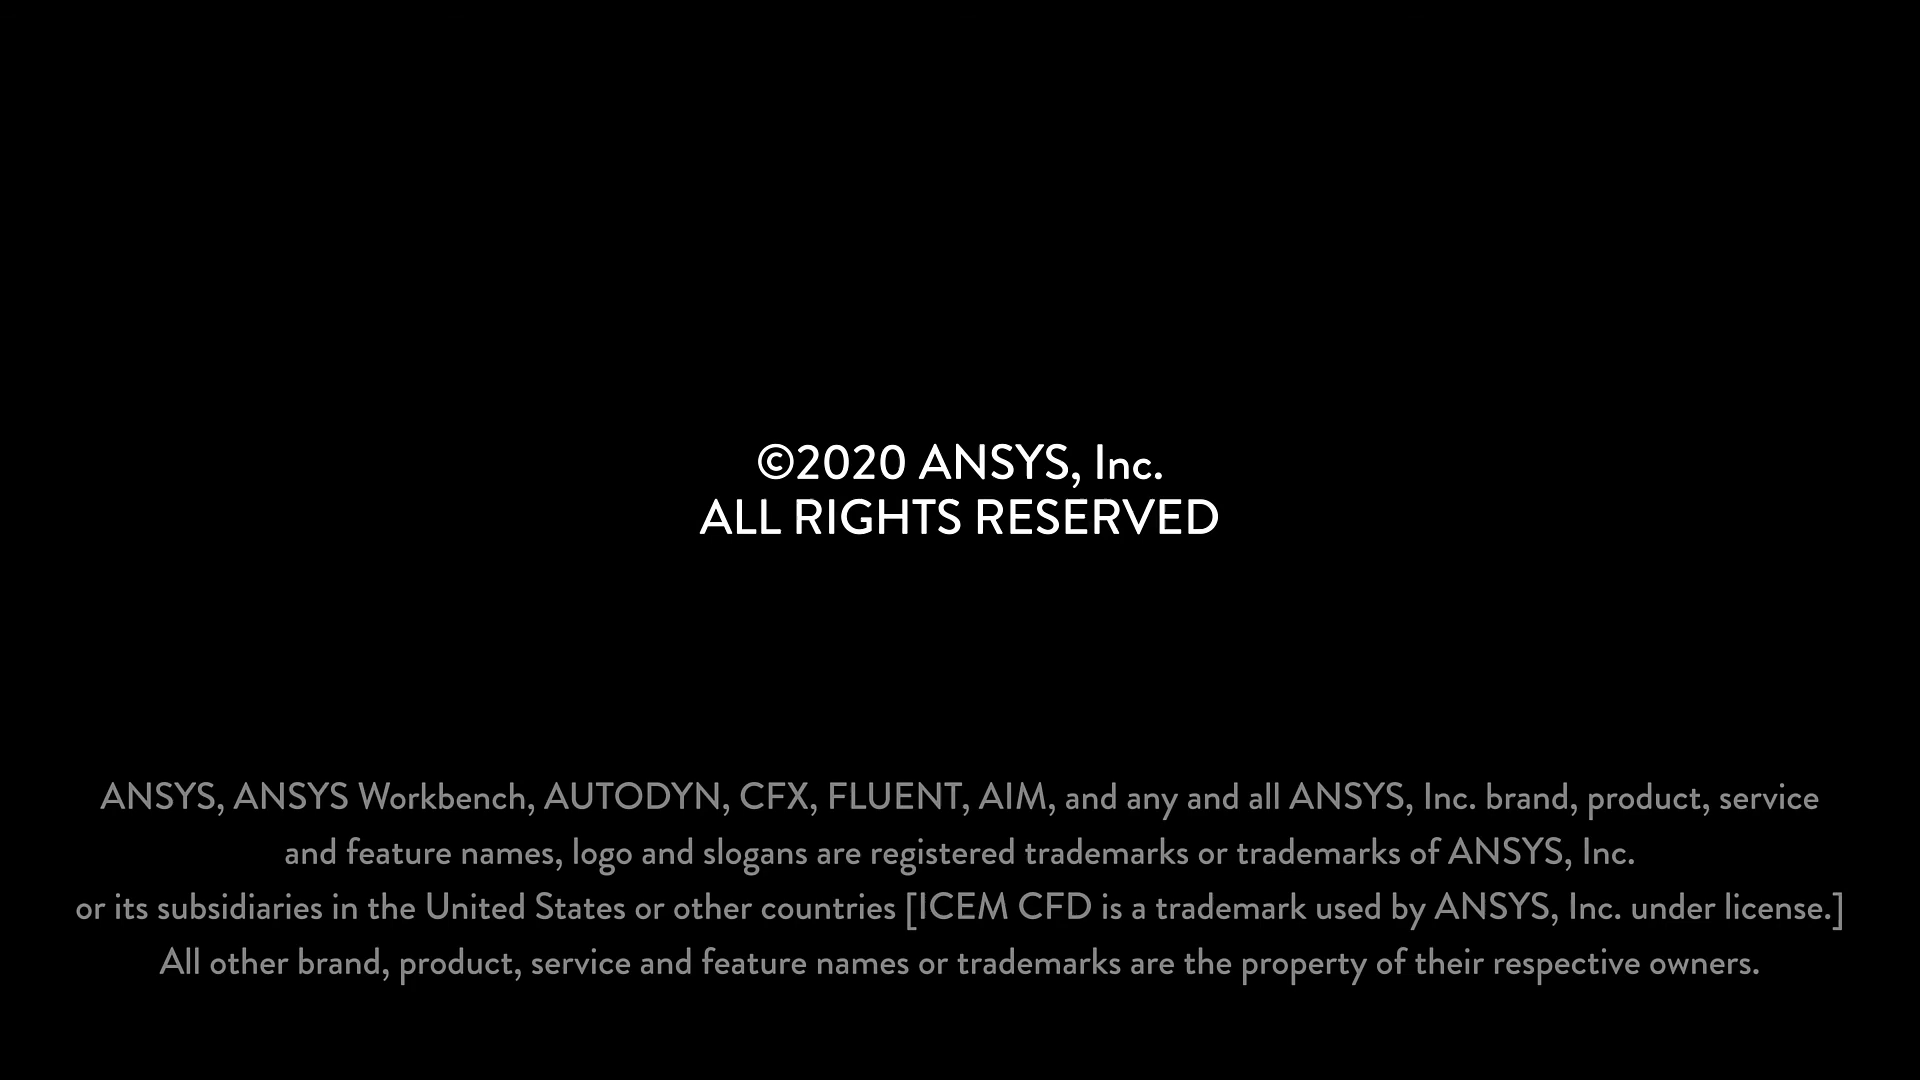 ©2020 ANSYS, Inc.
ALL RIGHTS RESERVED
ANSYS, ANSYS Workbench, AUTODYN, CFX, FLUENT, AIM, and any and all ANSYS, Inc. brand, product, service
and feature names, logo and slogans are registered trademarks or trademarks of ANSYS, Inc.
or its subsidiaries in the United States or other countries [ICEM CFD is a trademark used by ANSYS, Inc. under license.]
All other brand, product, service and feature names or trademarks are the property of their respective owners.